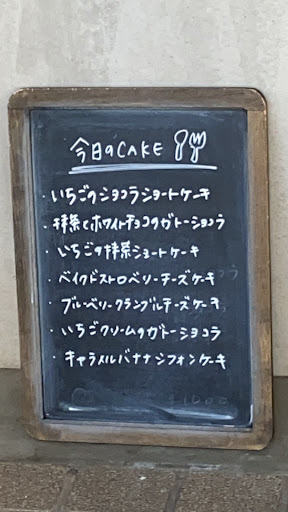 今日のCAKE
・いちごのショコラショートケーキ
・抹茶とホワイトチョコのガトーショコラ
・いちごの抹茶ショートケーキ
・ベイクドストロベリーチーズケーキ
・ブルーベリークランブルチーズケーキ
・いちごクリームのガトーショコラ
・キャラメルバナナシフォンケーキ